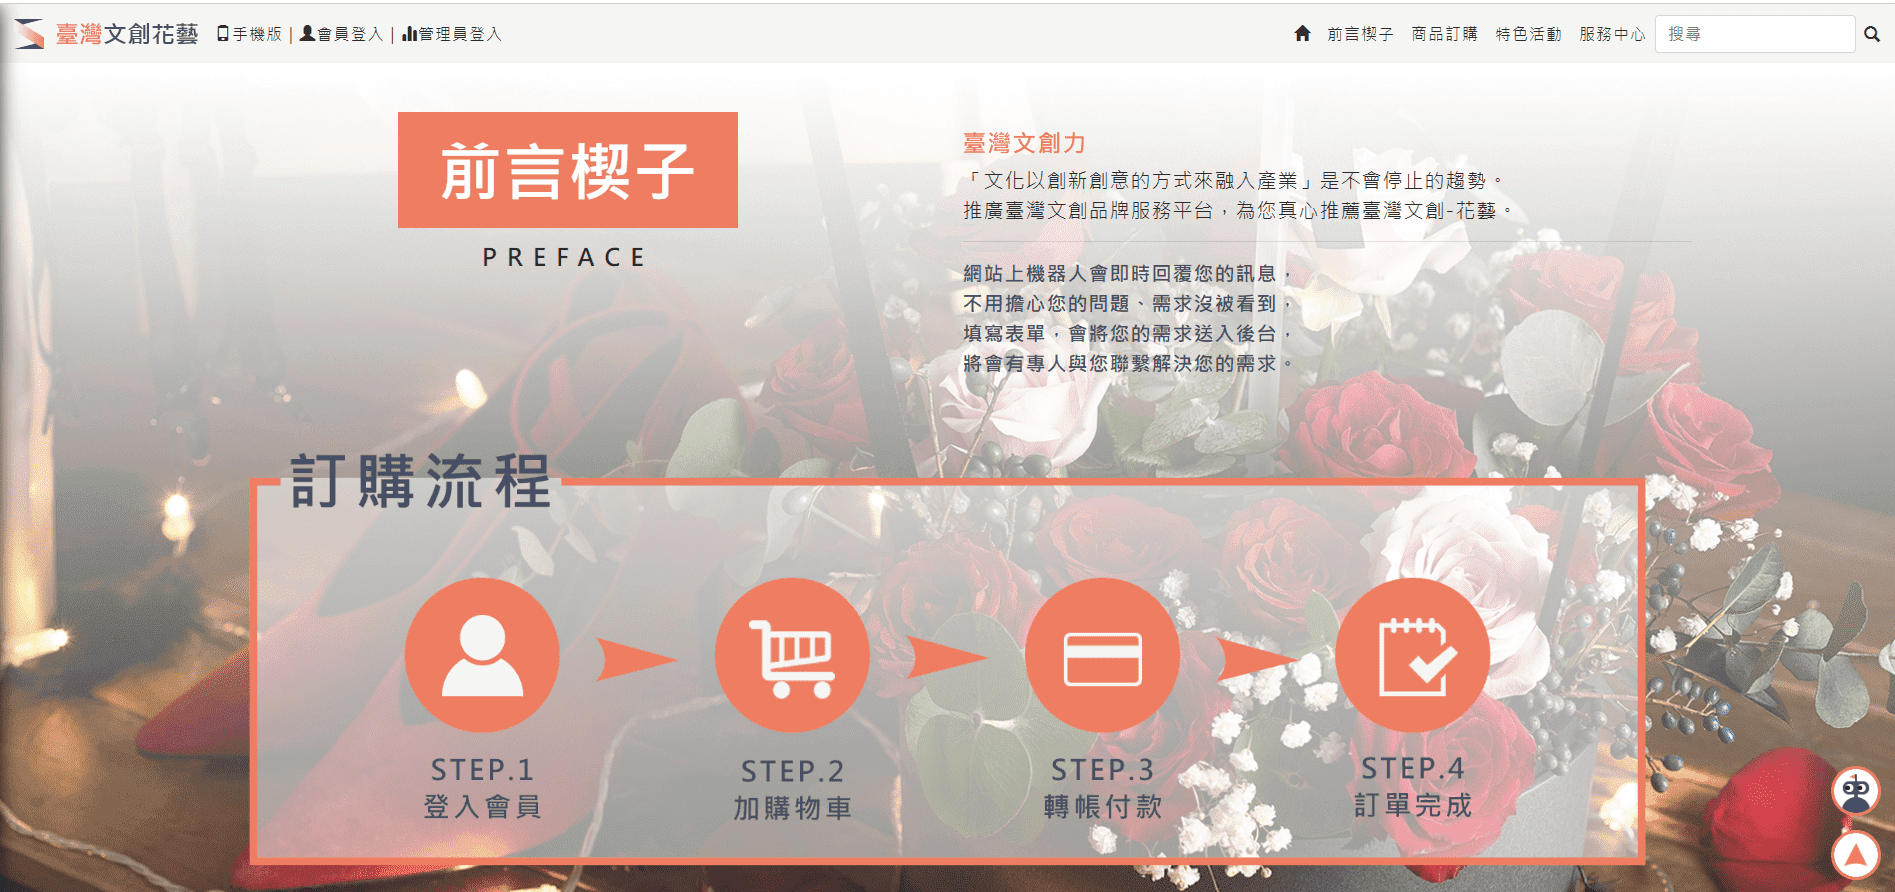 臺灣文創花藝 手機版 | 會員登入 | 管理員登入
前言楔子 商品訂購 特色活動 服務中心 搜尋
前言楔子
PREFACE
臺灣文創力
「文化以創新創意的方式來融入產業」是不會停止的趨勢。
推廣臺灣文創品牌服務平台，為您真心推薦臺灣文創-花藝。
網站上機器人會即時回覆您的訊息，
不用擔心您的問題、需求沒被看到，
填寫表單，會將您的需求送入後台，
將會有專人與您聯繫解決您的需求。
訂購流程
STEP.1
登入會員
STEP.2
加購物車
STEP.3
轉帳付款
STEP.4
訂單完成